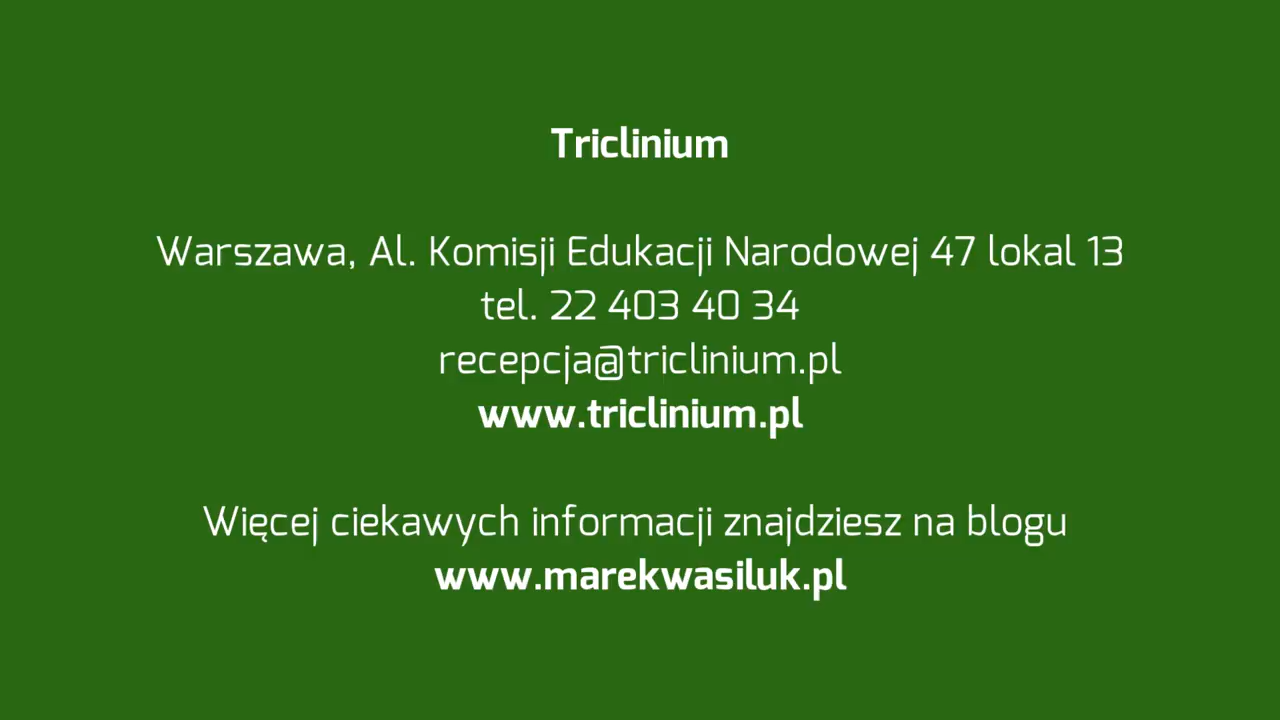 Triclinium
Warszawa, Al. Komisji Edukacji Narodowej 47 lokal 13
tel. 22 403 40 34
recepcja@triclinium.pl
www.triclinium.pl
Więcej ciekawych informacji znajdziesz na blogu
www.marekwasiluk.pl